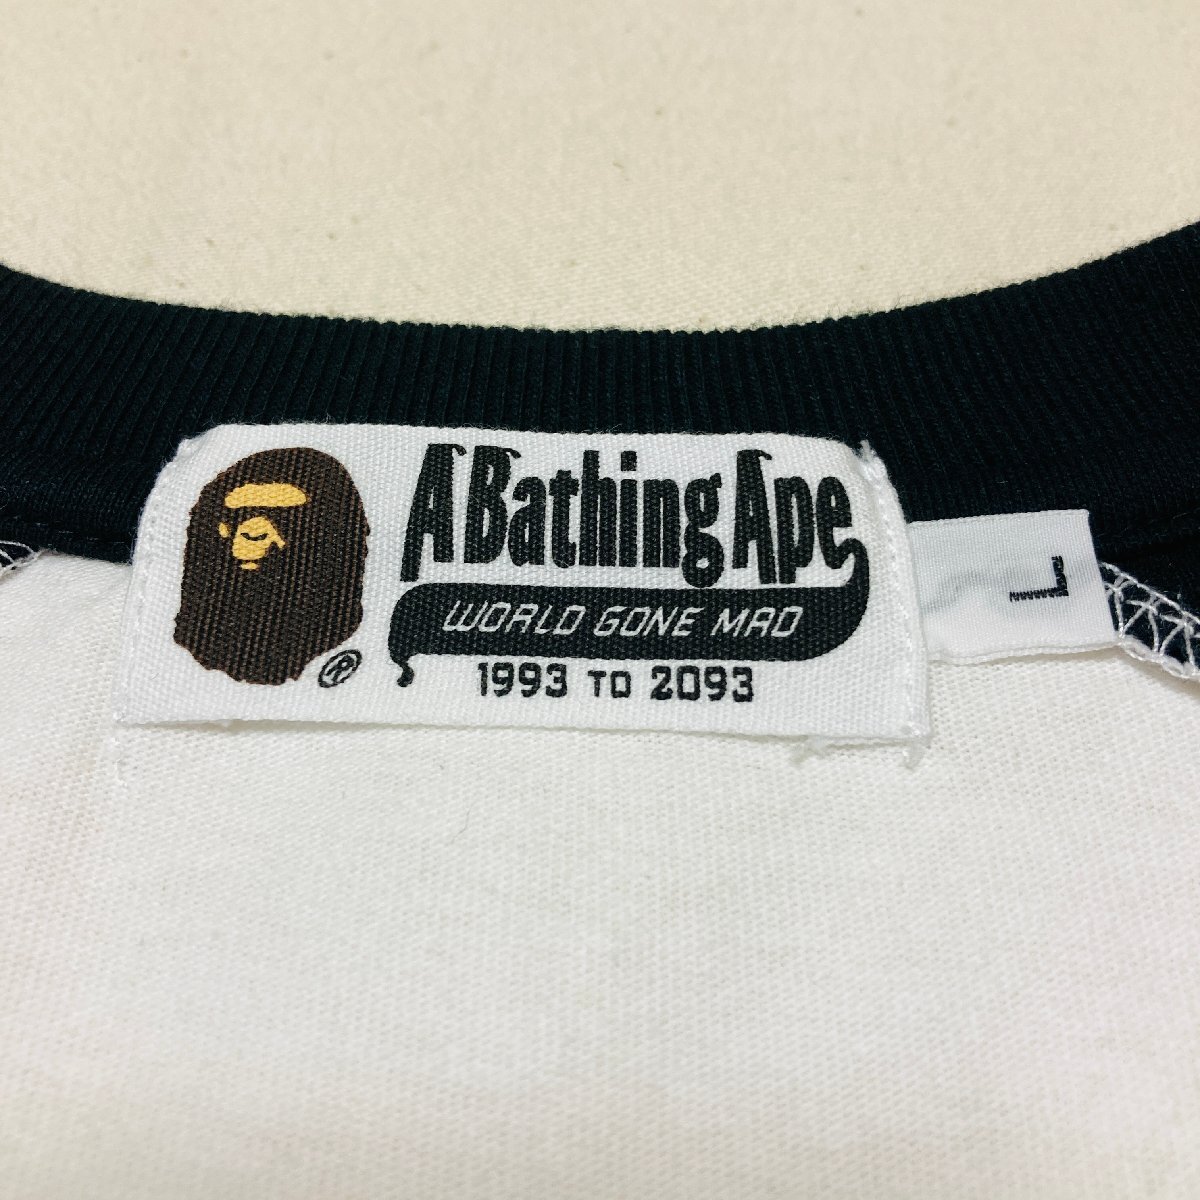 A Bathing Ape
WORLD GONE MAD
®
1993 TO 2093
L